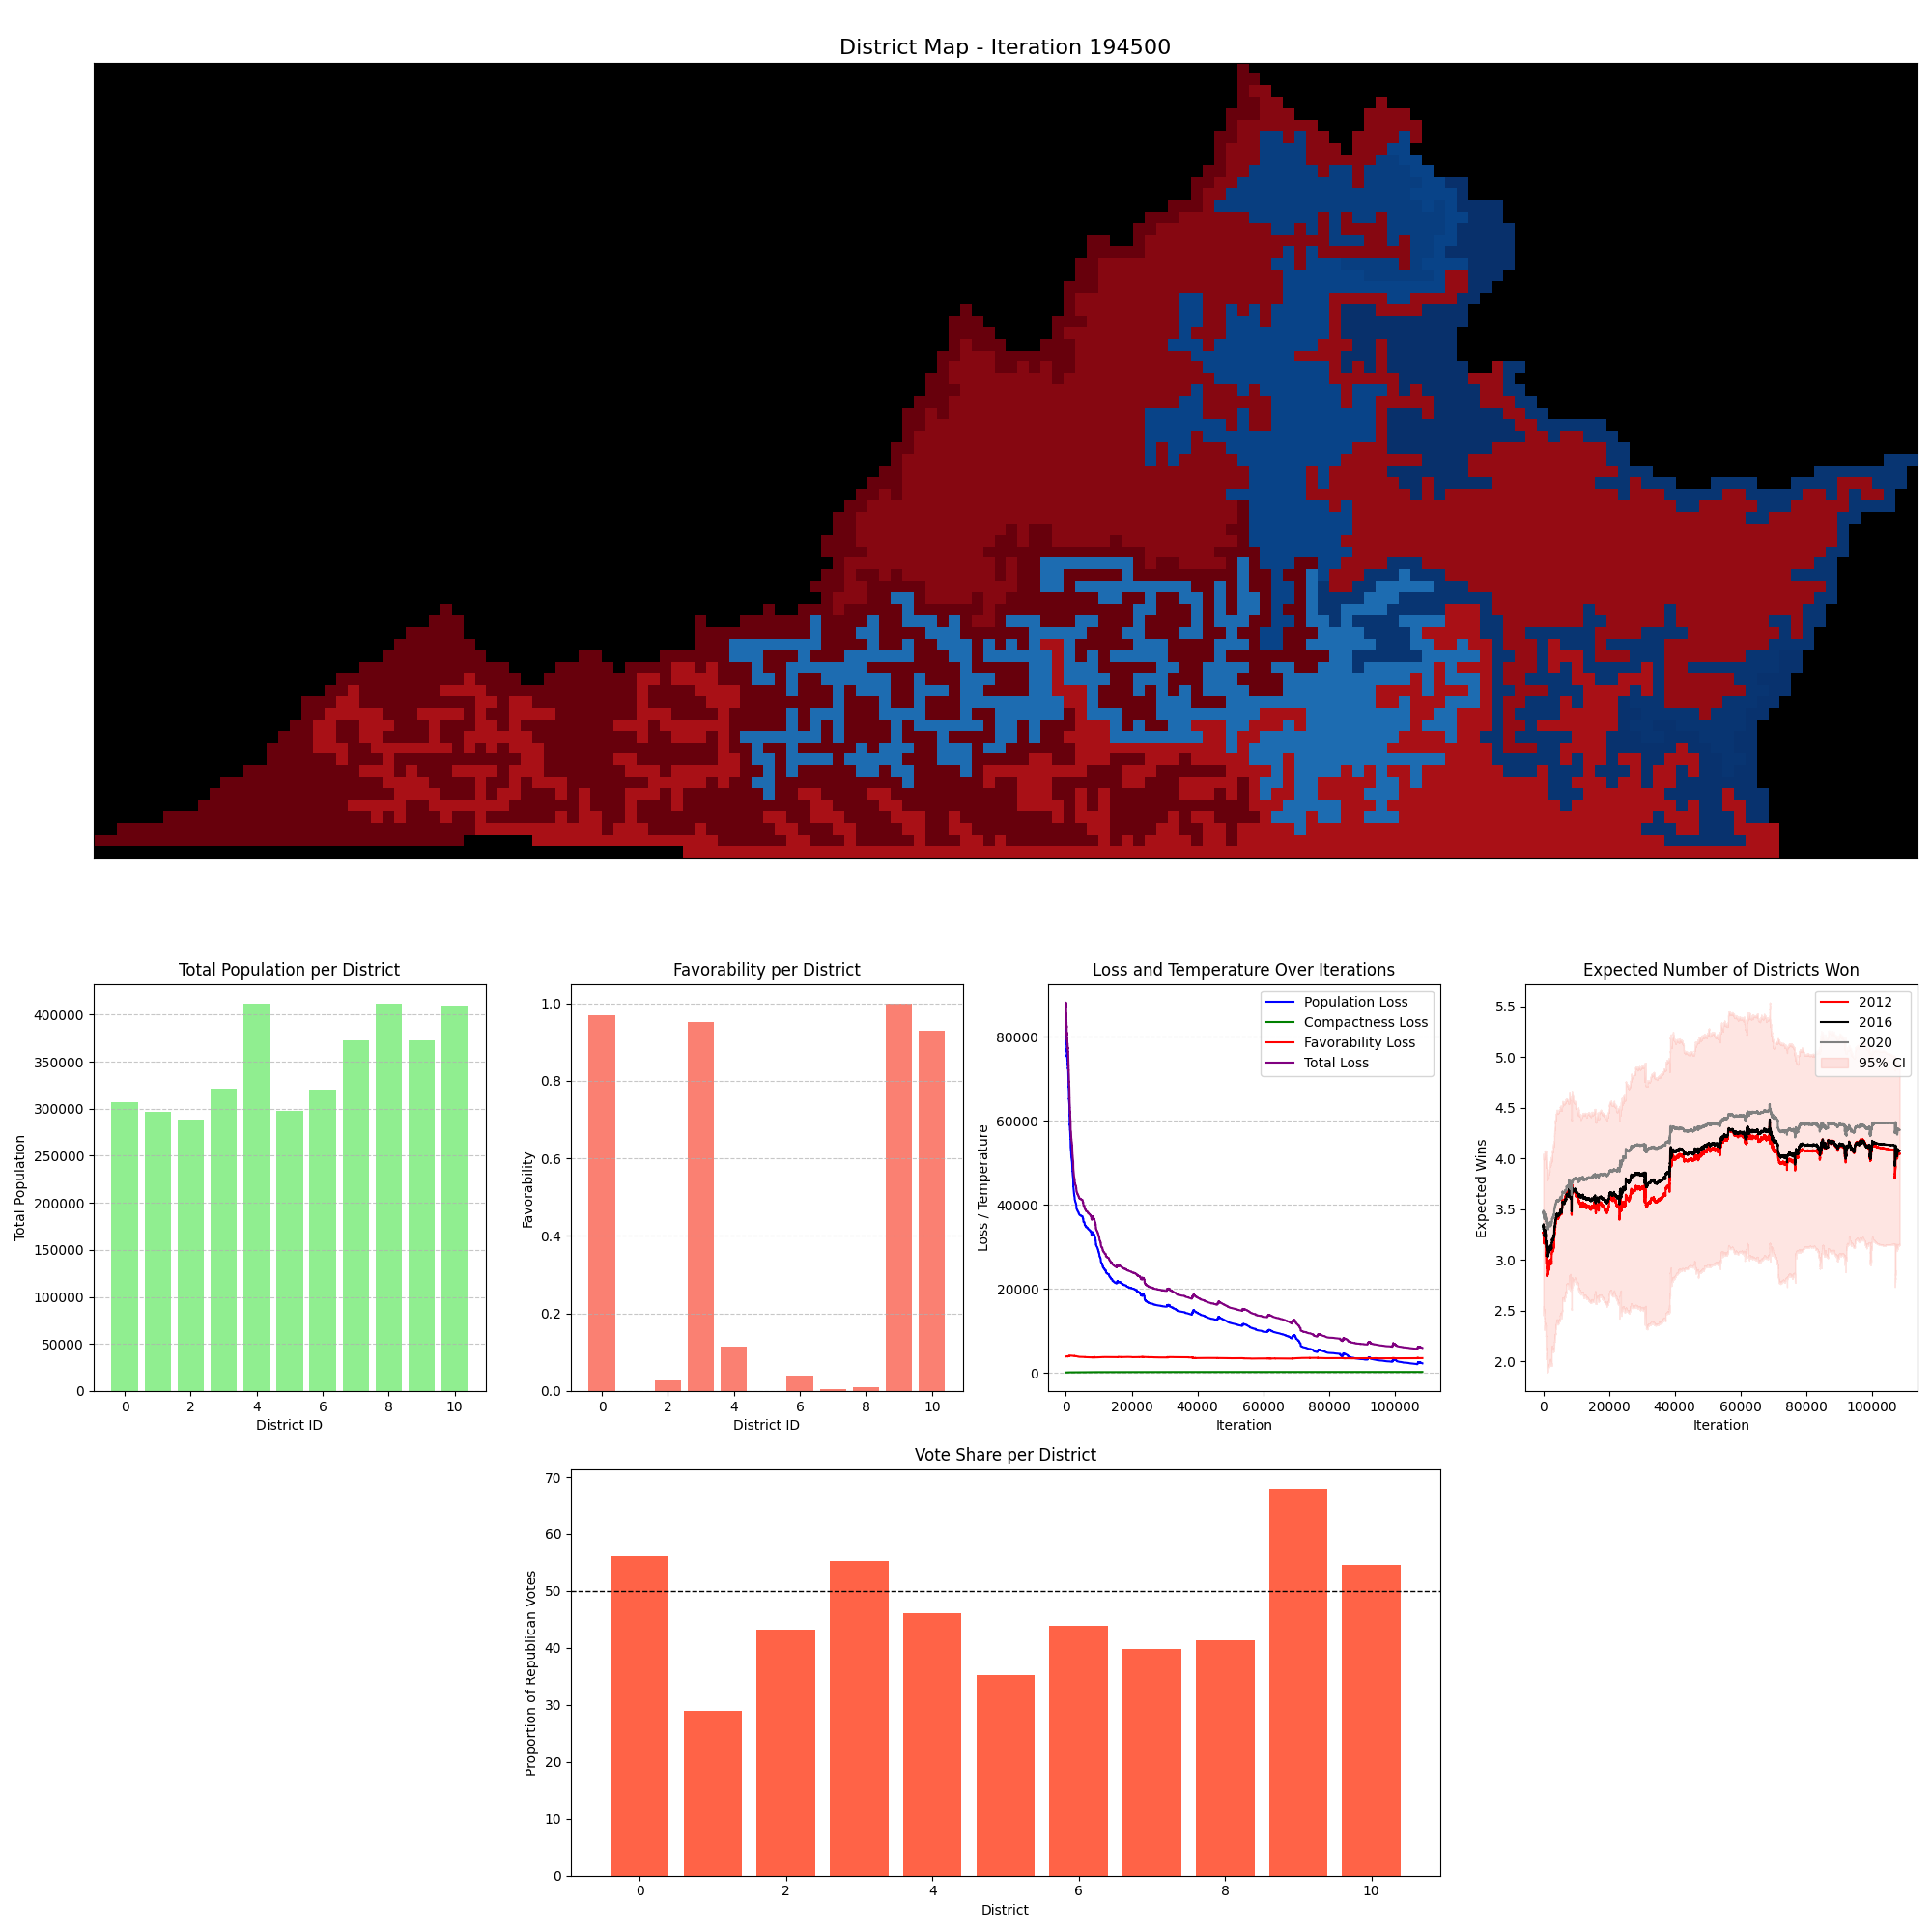 District Map - Iteration 194500
Total Population per District
Total Population
400000
350000
300000
250000
200000
150000
100000
50000
0
0 2 4 6 8 10
District ID
Favorability per District
Favorability
1.0
0.8
0.6
0.4
0.2
0.0
0 2 4 6 8 10
District ID
Loss and Temperature Over Iterations
Loss / Temperature
80000
60000
40000
20000
0
Population Loss
Compactness Loss
Favorability Loss
Total Loss
0 20000 40000 60000 80000 100000
Iteration
Expected Number of Districts Won
Expected Wins
5.5
5.0
4.5
4.0
3.5
3.0
2.5
2.0
2012
2016
2020
95% CI
0 20000 40000 60000 80000 100000
Iteration
Vote Share per District
Proportion of Republican Votes
70
60
50
40
30
20
10
0
0 2 4 6 8 10
District